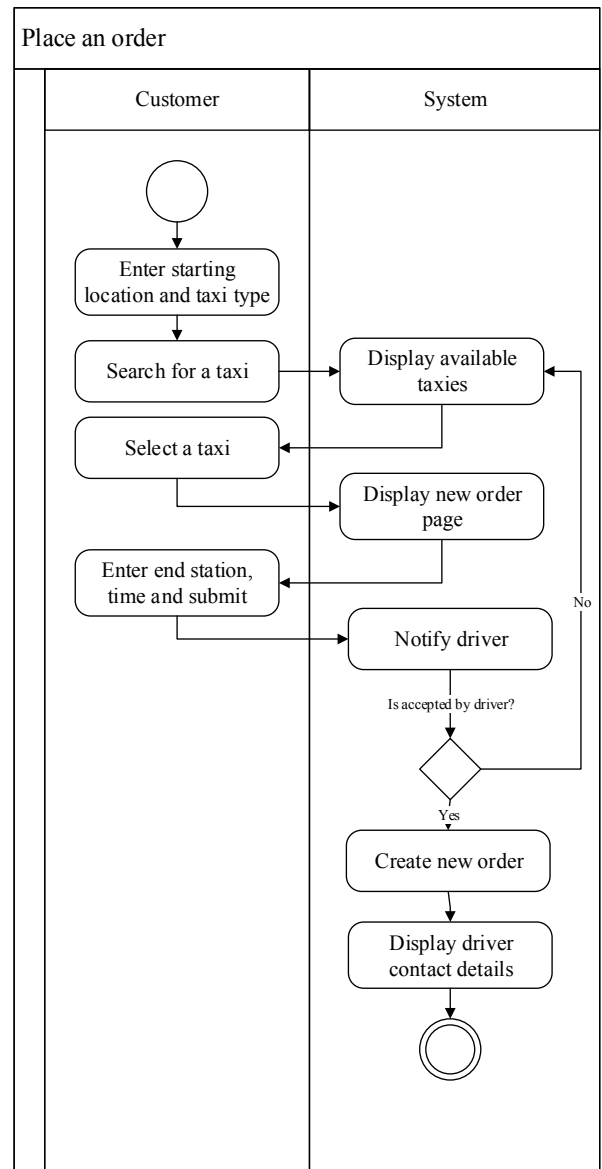 Place an order
Customer
System
Enter starting
location and taxi type
Search for a taxi
Display available
taxies
Select a taxi
Display new order
page
Enter end station,
time and submit
No
Notify driver
Is accepted by driver?
Yes
Create new order
Display driver
contact details